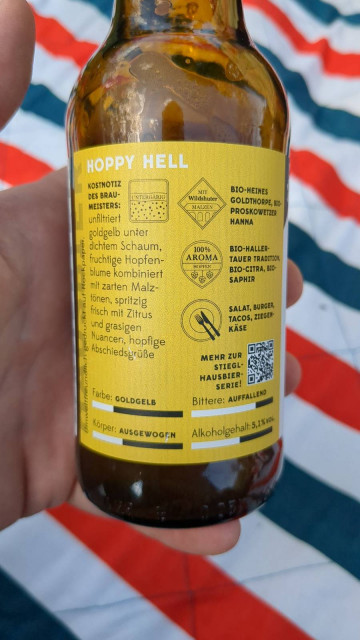 HOPPY HELL
KOSTNOTIZ
DES BRAU-
MEISTERS:
unfiltriert
goldgelb unter
dichtem Schaum,
fruchtige Hopfen-
blume kombiniert
mit zarten Malz-
tönen, spritzig
frisch mit Zitrus
und grasigen
Nuancen, hopfige
Abschiedsgrüße
UNTERGÄRIG
MIT
Wildshuter
MALZEN
BIO-HEINES
GOLDTHORPE, BIO-
PROSKOWETZER
HANNA
100%
AROMA
HOPFEN
BIO-HALLER-
TAUER TRADITION,
BIO-CITRA, BIO-
SAPHIR
SALAT, BURGER,
TACOS, ZIEGEN-
KÄSE
MEHR ZUR
STIEGL-
HAUSBIER-
SERIE!
Farbe: GOLDGELB
Bittere: AUFFALLEND
Körper: AUSGEWOGEN
Alkoholgehalt: 5,1% vol.